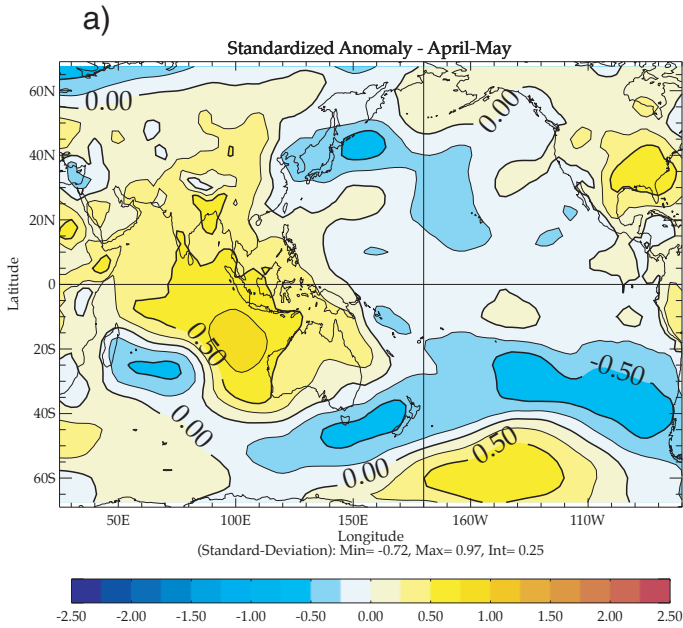 a)
Standardized Anomaly - April-May
60N
40N
20N
0
20S
40S
60S
Latitude
0.00
0.00
0.50
-0.50
0.00
0.00
0.50
50E 100E 150E 160W 110W
Longitude
(Standard-Deviation): Min= -0.72, Max= 0.97, Int= 0.25
-2.50 -2.00 -1.50 -1.00 -0.50 0.00 0.50 1.00 1.50 2.00 2.50